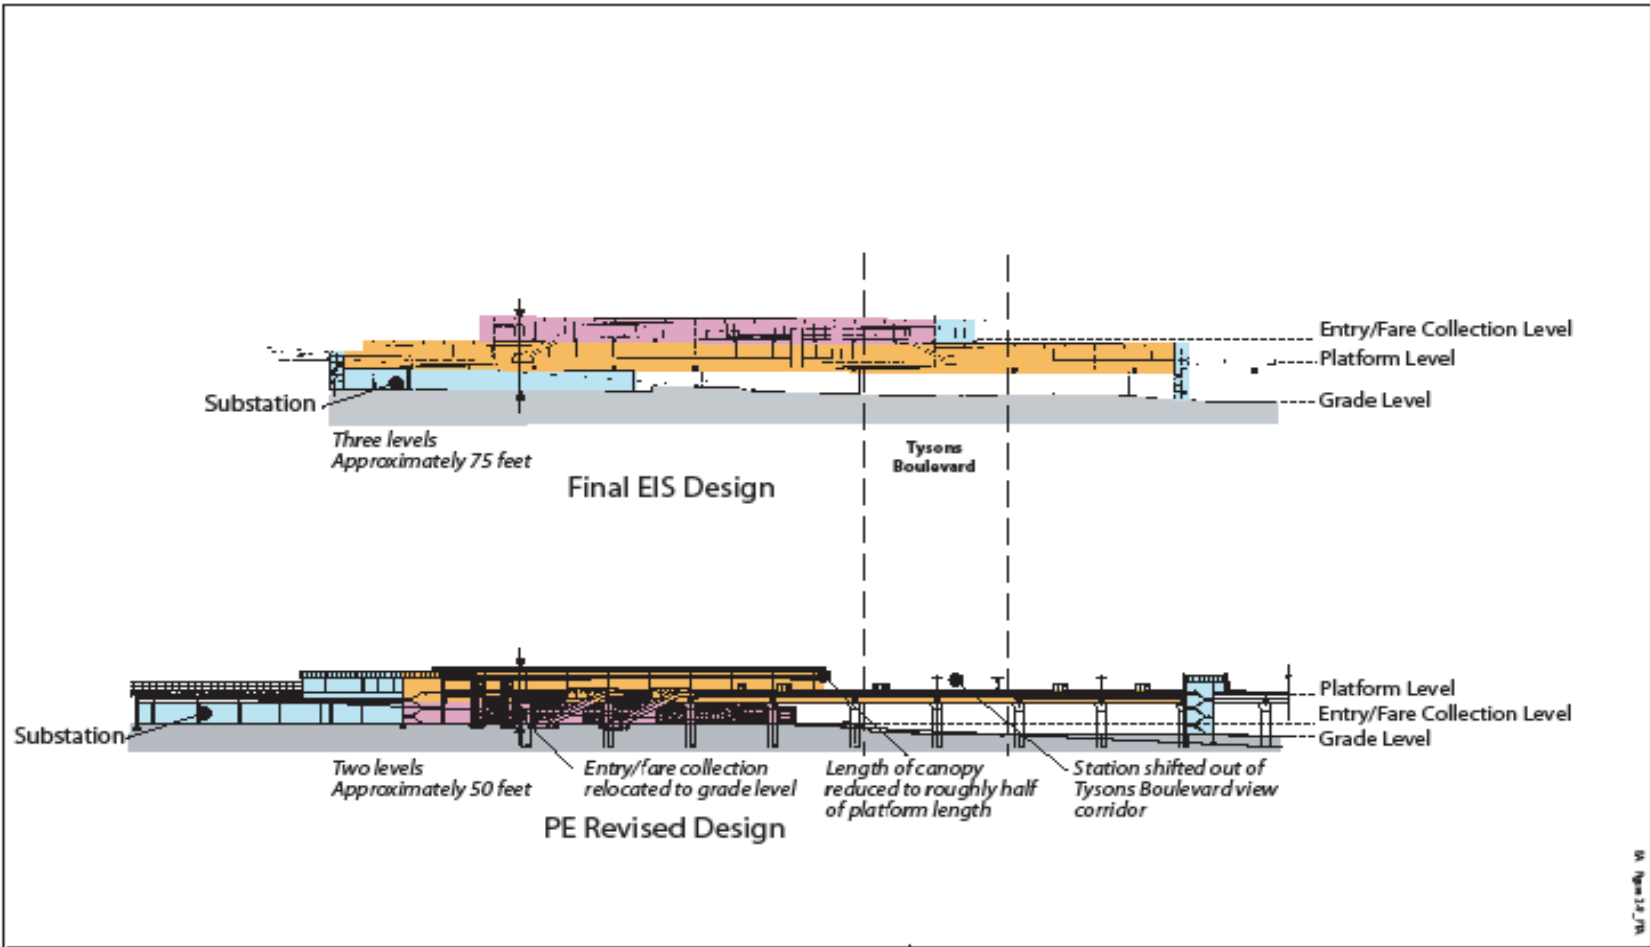 Entry/Fare Collection Level
Platform Level
Grade Level
Substation
Three levels
Approximately 75 feet
Tysons
Boulevard
Final EIS Design
Platform Level
Entry/Fare Collection Level
Grade Level
Substation
Two levels
Approximately 50 feet
Entry/fare collection
relocated to grade level
Length of canopy
reduced to roughly half
of platform length
Station shifted out of
Tysons Boulevard view
corridor
PE Revised Design